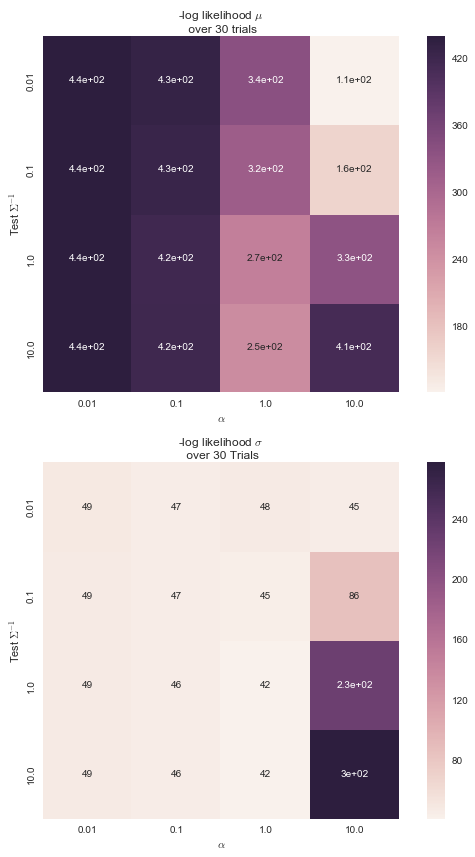 -log likelihood μ
over 30 trials
0.01 4.4e+02 4.3e+02 3.4e+02 1.1e+02
0.1 4.4e+02 4.3e+02 3.2e+02 1.6e+02
1.0 4.4e+02 4.2e+02 2.7e+02 3.3e+02
10.0 4.4e+02 4.2e+02 2.5e+02 4.1e+02
Test Σ⁻¹
0.01 0.1 1.0 10.0
α
420
360
300
240
180
-log likelihood σ
over 30 Trials
0.01 49 47 48 45
0.1 49 47 45 86
1.0 49 46 42 2.3e+02
10.0 49 46 42 3e+02
Test Σ⁻¹
0.01 0.1 1.0 10.0
α
240
200
160
120
80